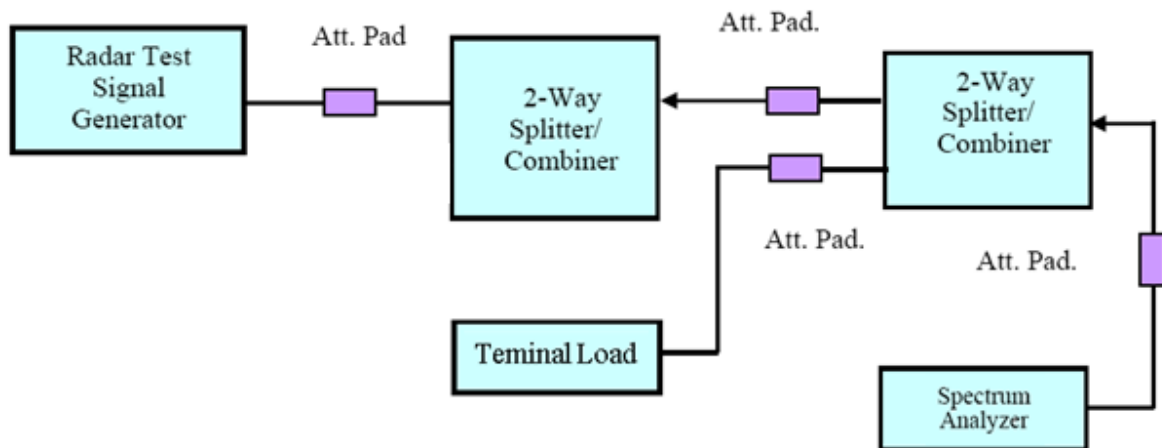 Radar Test
Signal
Generator
Att. Pad
2-Way
Splitter/
Combiner
Att. Pad.
2-Way
Splitter/
Combiner
Att. Pad.
Att. Pad.
Teminal Load
Spectrum
Analyzer